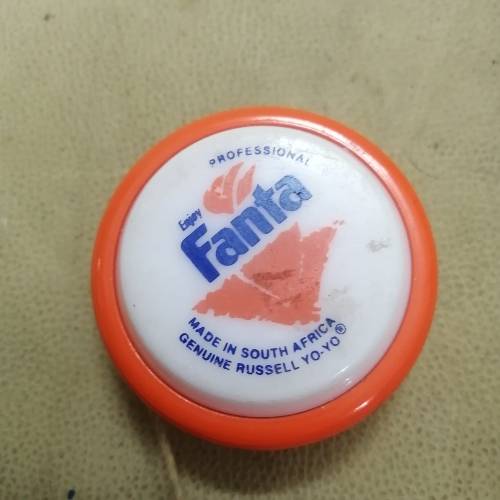 PROFESSIONAL
Enjoy
Fanta
MADE IN SOUTH AFRICA
GENUINE RUSSELL YO-YO®